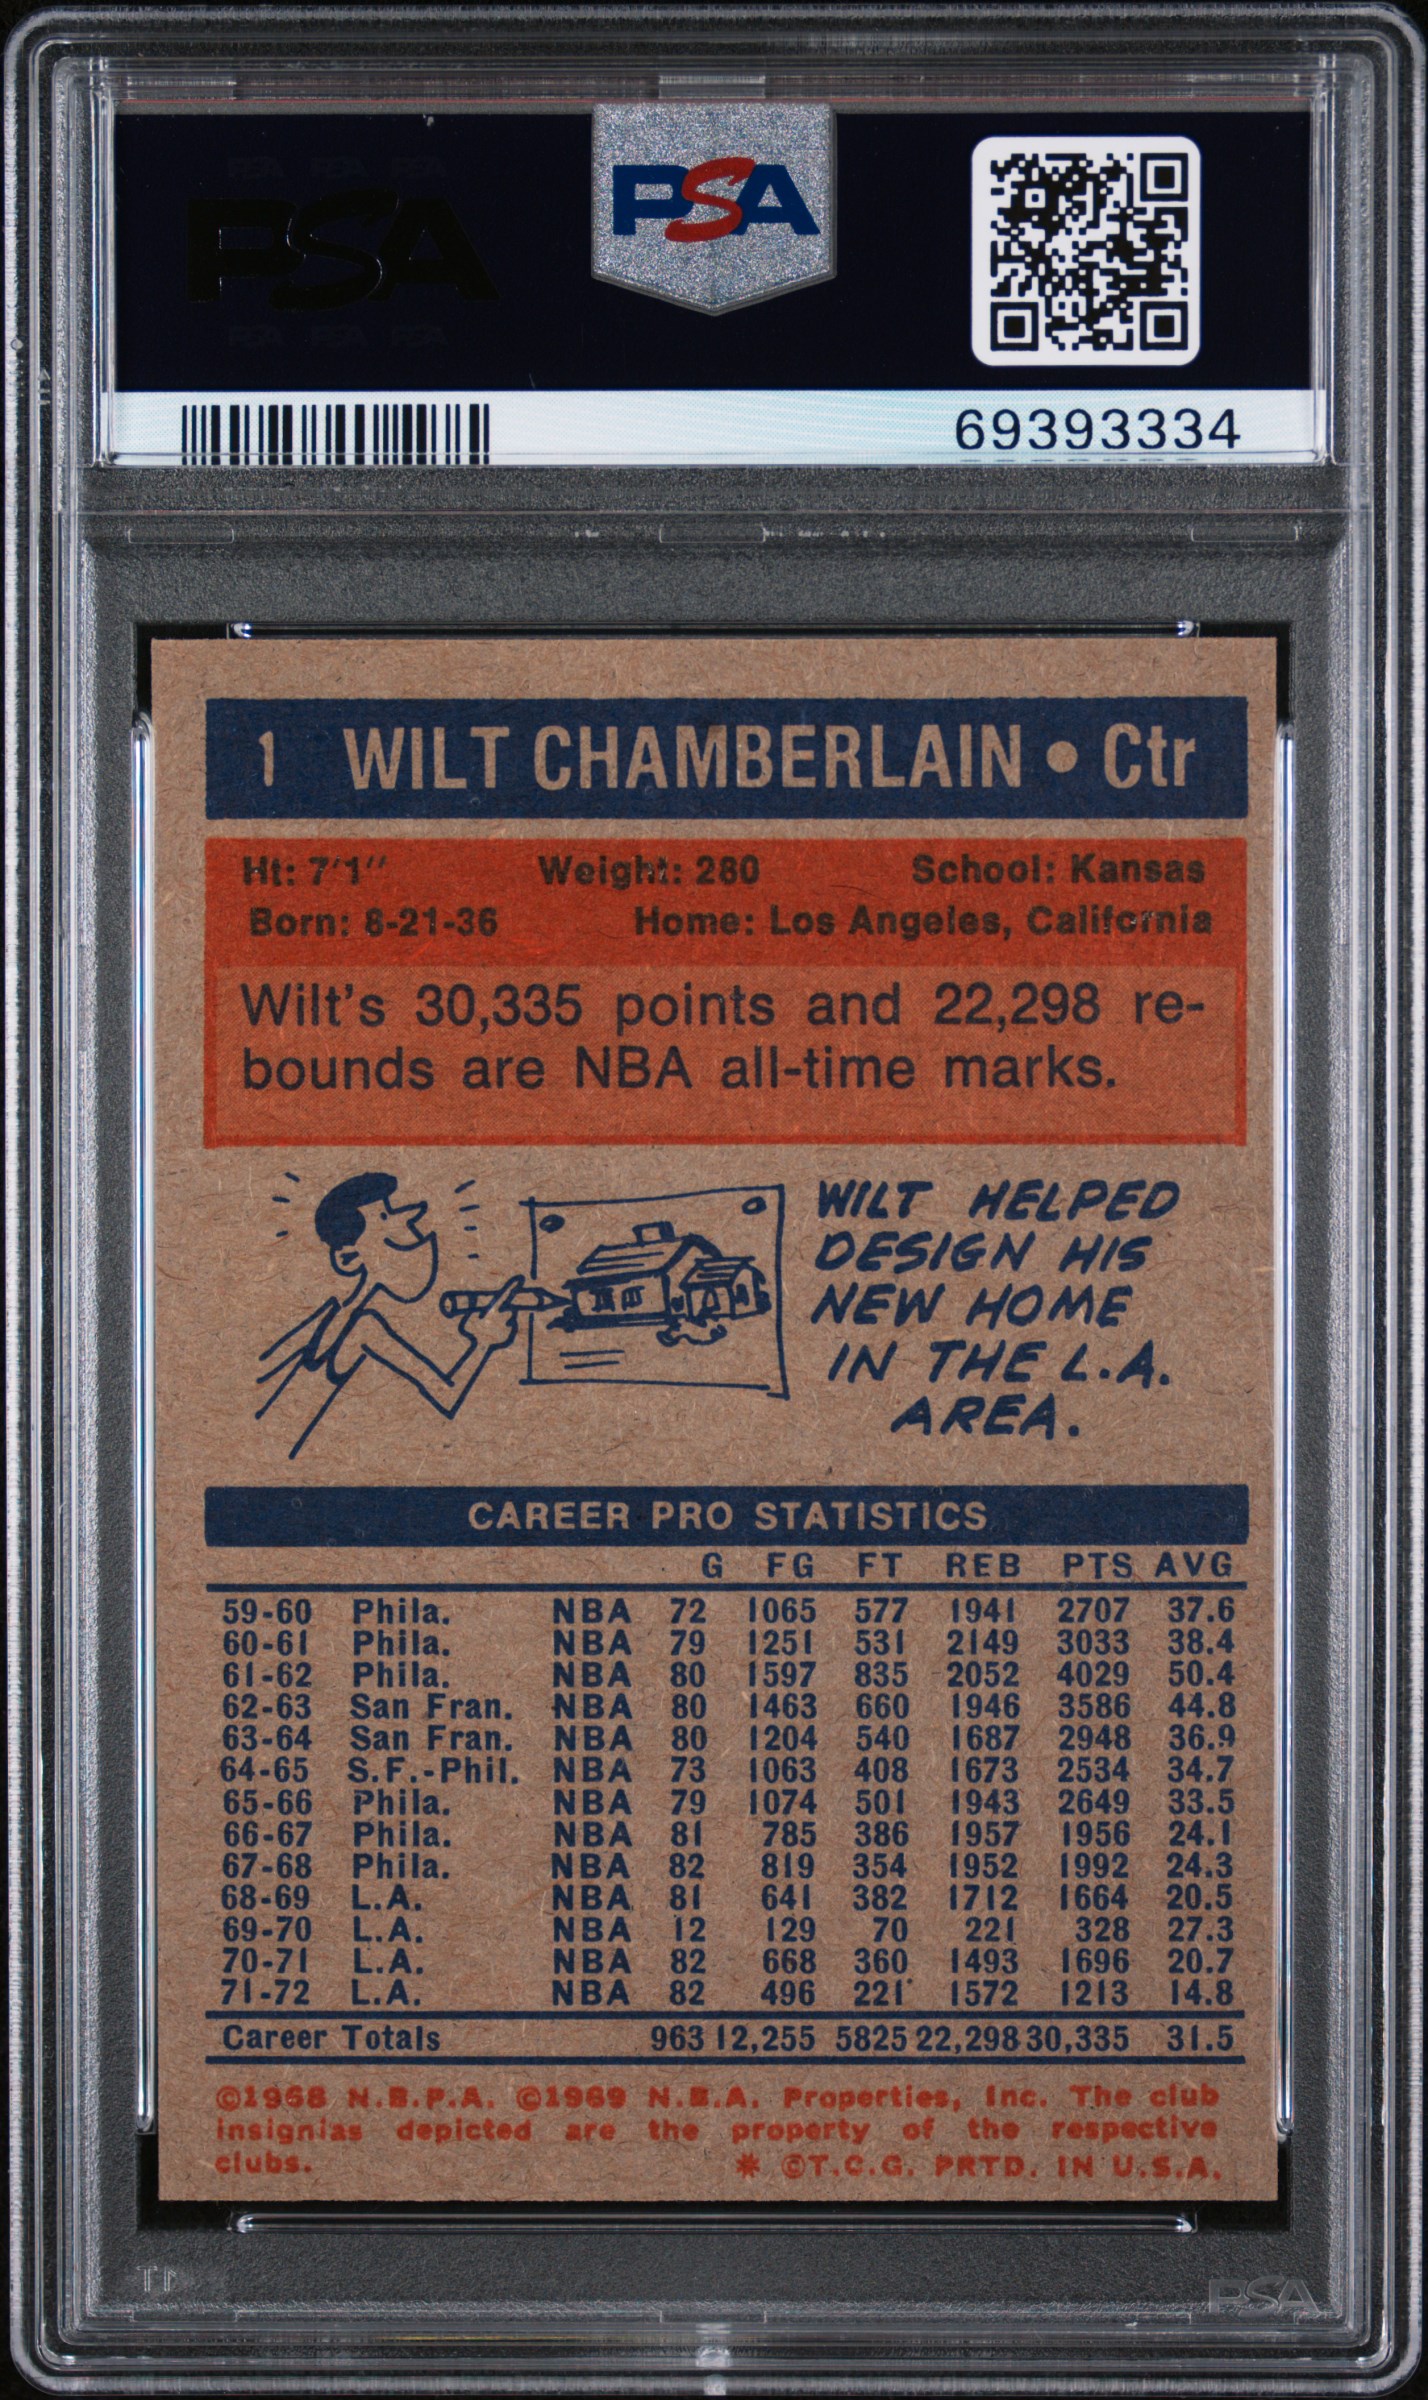 PSA
PSA
69393334
1 WILT CHAMBERLAIN • Ctr
Ht: 7'1'' Weight: 280 School: Kansas
Born: 8-21-36 Home: Los Angeles, California
Wilt's 30,335 points and 22,298 re-
bounds are NBA all-time marks.
WILT HELPED
DESIGN HIS
NEW HOME
IN THE L.A.
AREA.
CAREER PRO STATISTICS
G FG FT REB PTS AVG
59-60 Phila. NBA 72 1065 577 1941 2707 37.6
60-61 Phila. NBA 79 1251 531 2149 3033 38.4
61-62 Phila. NBA 80 1597 835 2052 4029 50.4
62-63 San Fran. NBA 80 1463 660 1946 3586 44.8
63-64 San Fran. NBA 80 1204 540 1687 2948 36.9
64-65 S.F.-Phil. NBA 73 1063 408 1673 2534 34.7
65-66 Phila. NBA 79 1074 501 1943 2649 33.5
66-67 Phila. NBA 81 785 386 1957 1956 24.1
67-68 Phila. NBA 82 819 354 1952 1992 24.3
68-69 L.A. NBA 81 641 382 1712 1664 20.5
69-70 L.A. NBA 12 129 70 221 328 27.3
70-71 L.A. NBA 82 668 360 1493 1696 20.7
71-72 L.A. NBA 82 496 221 1572 1213 14.8
Career Totals 963 12,255 5825 22,298 30,335 31.5
©1968 N.B.P.A. ©1969 N.B.A. Properties, Inc. The club
insignias depicted are the property of the respective
clubs. * ©T.C.G. PRTD. IN U.S.A.
PSA